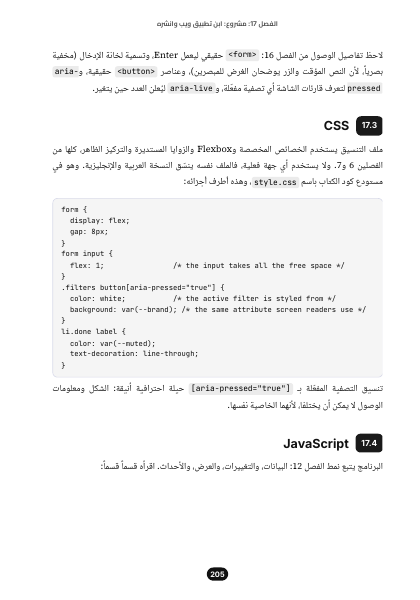 الفصل 17: مشروع: ابنِ تطبيق ويب وانشره
لاحظ تفاصيل الوصول من الفصل 16: <form> حقيقي ليعمل Enter، وتسمية لخانة الإدخال (مخفية
بصرياً، لأن النص المؤقت والزر يوضحان الغرض للمبصرين)، وعناصر <button> حقيقية، و aria-
pressed لتعرف قارئات الشاشة أي تصفية مفعّلة، و aria-live ليُعلن العدد حين يتغير.
17.3 CSS
ملف التنسيق يستخدم الخصائص المخصصة وFlexbox والزوايا المستديرة والتركيز الظاهر، كلها من
الفصلين 6 و7. ولا يستخدم أي جهة فعلية، فالملف نفسه ينسّق النسخة العربية والإنجليزية. وهو في
مستودع كود الكتاب باسم style.css، وهذه أطرف أجزائه:
form {
  display: flex;
  gap: 8px;
}
form input {
  flex: 1;                /* the input takes all the free space */
}
.filters button[aria-pressed="true"] {
  color: white;           /* the active filter is styled from */
  background: var(--brand); /* the same attribute screen readers use */
}
li.done label {
  color: var(--muted);
  text-decoration: line-through;
}
تنسيق التصفية المفعّلة بـ [aria-pressed="true"] حيلة احترافية أنيقة: الشكل ومعلومات
الوصول لا يمكن أن يختلفا، لأنهما الخاصية نفسها.
17.4 JavaScript
البرنامج يتبع نمط الفصل 12: البيانات، والتغييرات، والعرض، والأحداث. اقرأه قسماً قسماً:
205